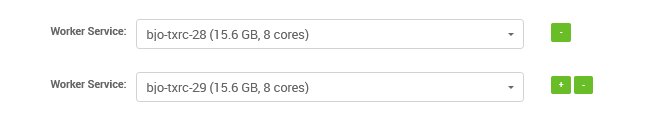 Worker Service: bjo-txrc-28 (15.6 GB, 8 cores) -
Worker Service: bjo-txrc-29 (15.6 GB, 8 cores) + -